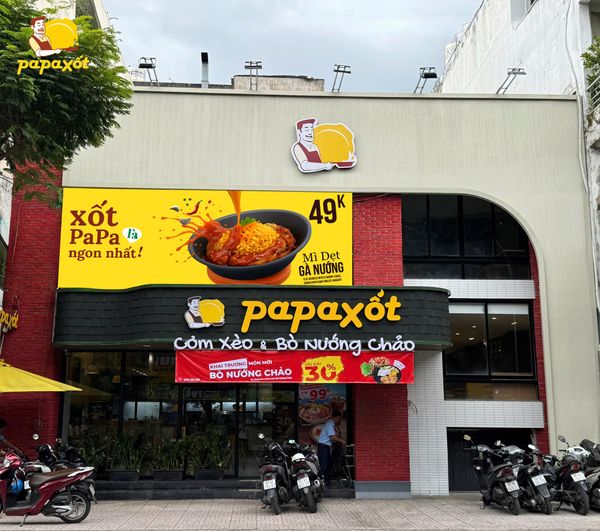 papaxốt
xốt
PaPa
ngon nhất!
49K
Mì Dẹt
GÀ NƯỚNG
papaxốt
Cơm Xèo & Bò Nướng Chảo
KHAI TRƯƠNG MÓN MỚI
BÒ NƯỚNG CHẢO
30%
99